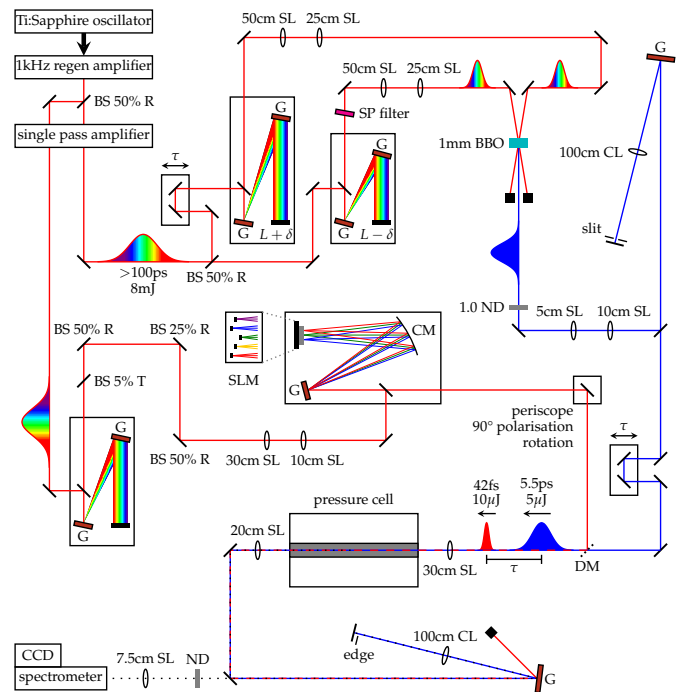 Ti:Sapphire oscillator
1kHz regen amplifier
BS 50% R
single pass amplifier
50cm SL 25cm SL
50cm SL 25cm SL
SP filter
1mm BBO
G
100cm CL
slit
τ
G
G
L + δ
G
G
L − δ
>100ps
8mJ
BS 50% R
1.0 ND
5cm SL 10cm SL
BS 50% R
BS 25% R
BS 5% T
SLM
CM
G
periscope
90° polarisation
rotation
τ
G
G
BS 50% R
30cm SL 10cm SL
pressure cell
42fs
10μJ
5.5ps
5μJ
20cm SL
30cm SL
τ
DM
CCD
spectrometer
7.5cm SL
ND
edge
100cm CL
G